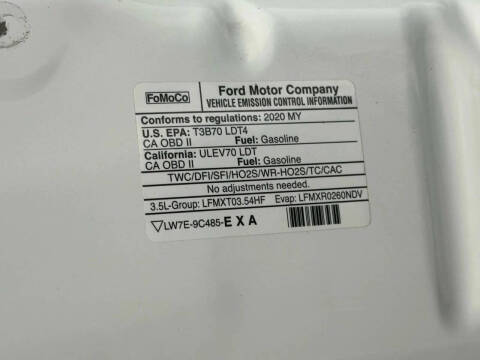 FoMoCo
Ford Motor Company
VEHICLE EMISSION CONTROL INFORMATION
Conforms to regulations: 2020 MY
U.S. EPA: T3B70 LDT4
CA OBD II Fuel: Gasoline
California: ULEV70 LDT
CA OBD II Fuel: Gasoline
TWC/DFI/SFI/HO2S/WR-HO2S/TC/CAC
No adjustments needed.
3.5L-Group: LFMXT03.54HF Evap: LFMXR0260NDV
LW7E-9C485-EXA